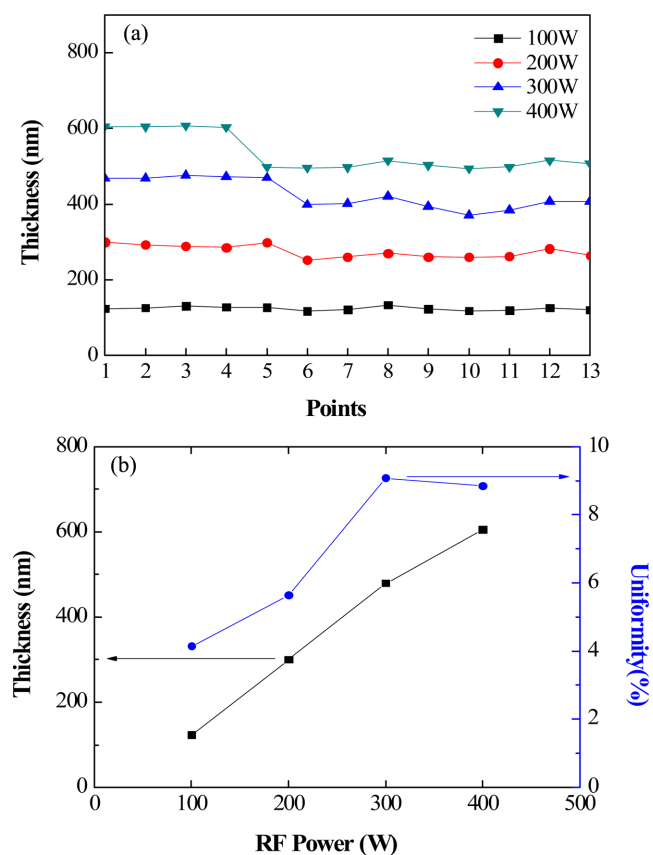 (a)
100W
200W
300W
400W
800
600
400
200
0
Thickness (nm)
1 2 3 4 5 6 7 8 9 10 11 12 13
Points
(b)
800
600
400
200
0
Thickness (nm)
10
8
6
4
2
0
Uniformity(%)
0 100 200 300 400 500
RF Power (W)